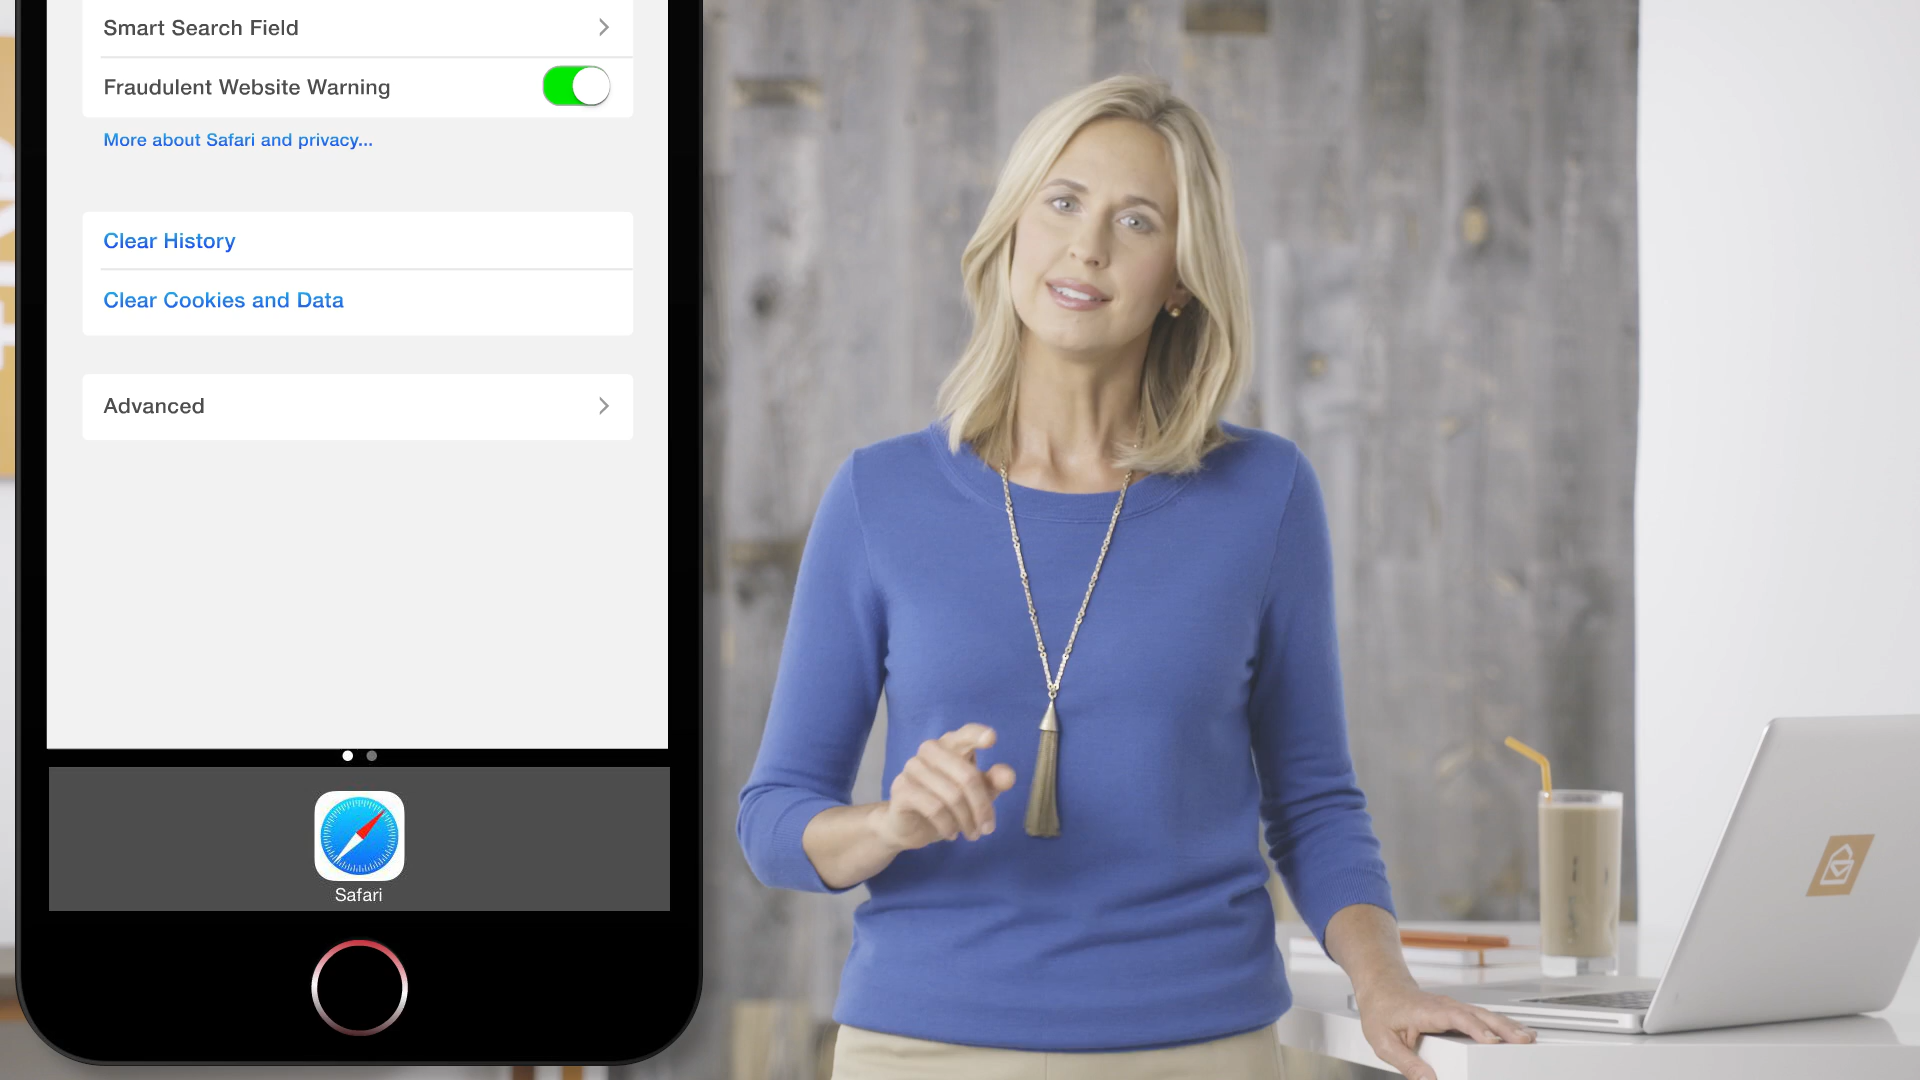 Smart Search Field
Fraudulent Website Warning
More about Safari and privacy...
Clear History
Clear Cookies and Data
Advanced
Safari